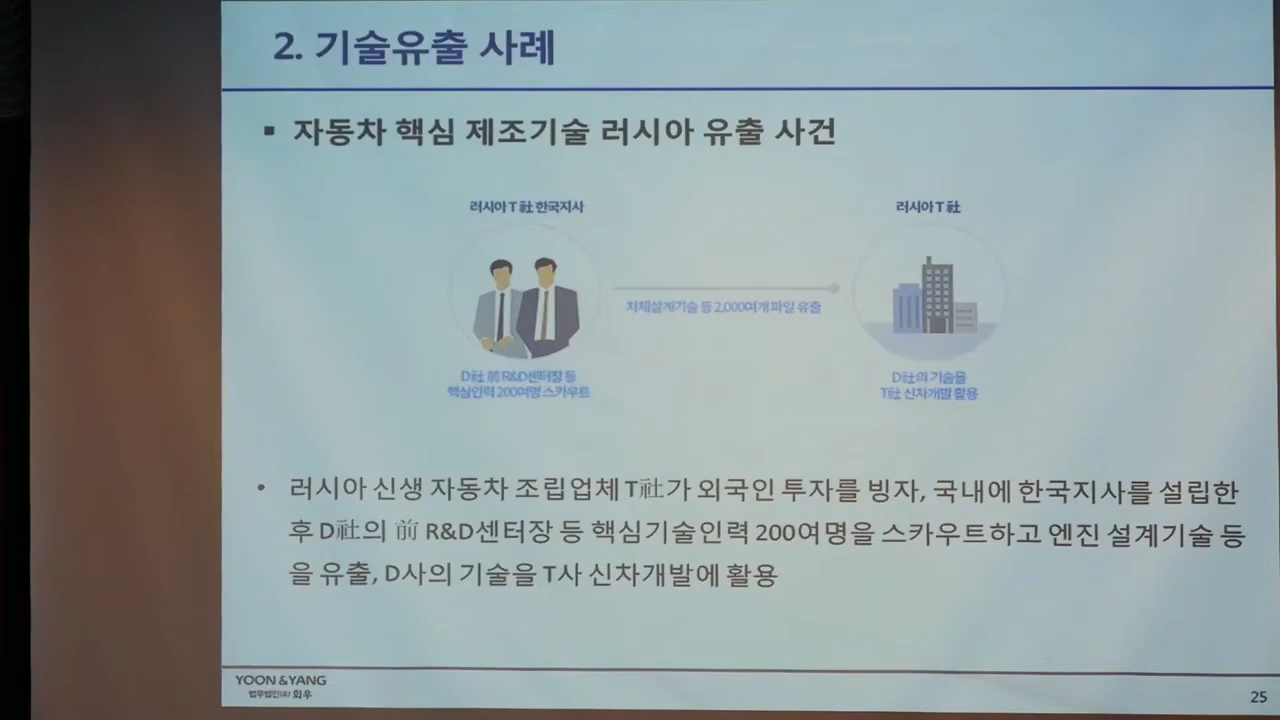 2. 기술유출 사례
▪ 자동차 핵심 제조기술 러시아 유출 사건
러시아 T 社 한국지사
러시아 T 社
차체설계기술 등 2,000여개 파일 유출
D社 前 R&D센터장 등
핵심인력 200여명 스카우트
D社의 기술을
T社 신차개발 활용
• 러시아 신생 자동차 조립업체 T社가 외국인 투자를 빙자, 국내에 한국지사를 설립한
후 D社의 前 R&D센터장 등 핵심기술인력 200여명을 스카우트하고 엔진 설계기술 등
을 유출, D사의 기술을 T사 신차개발에 활용
YOON & YANG
법무법인(유) 화우
25